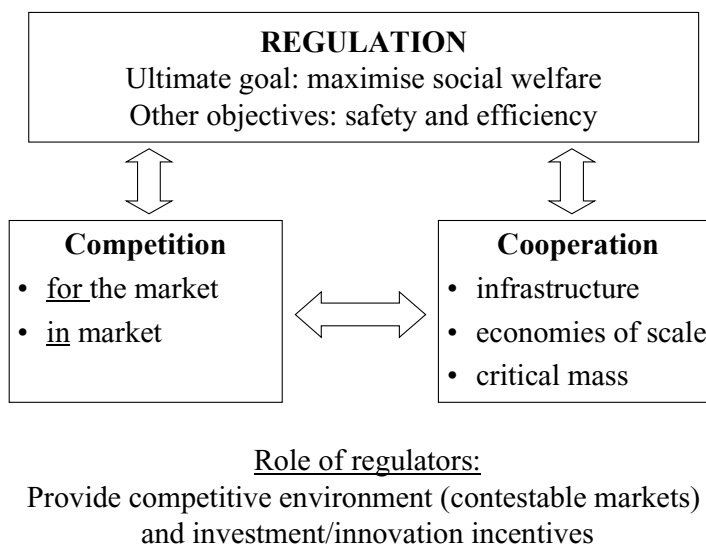 REGULATION
Ultimate goal: maximise social welfare
Other objectives: safety and efficiency
Competition
• for the market
• in market
Cooperation
• infrastructure
• economies of scale
• critical mass
Role of regulators:
Provide competitive environment (contestable markets)
and investment/innovation incentives